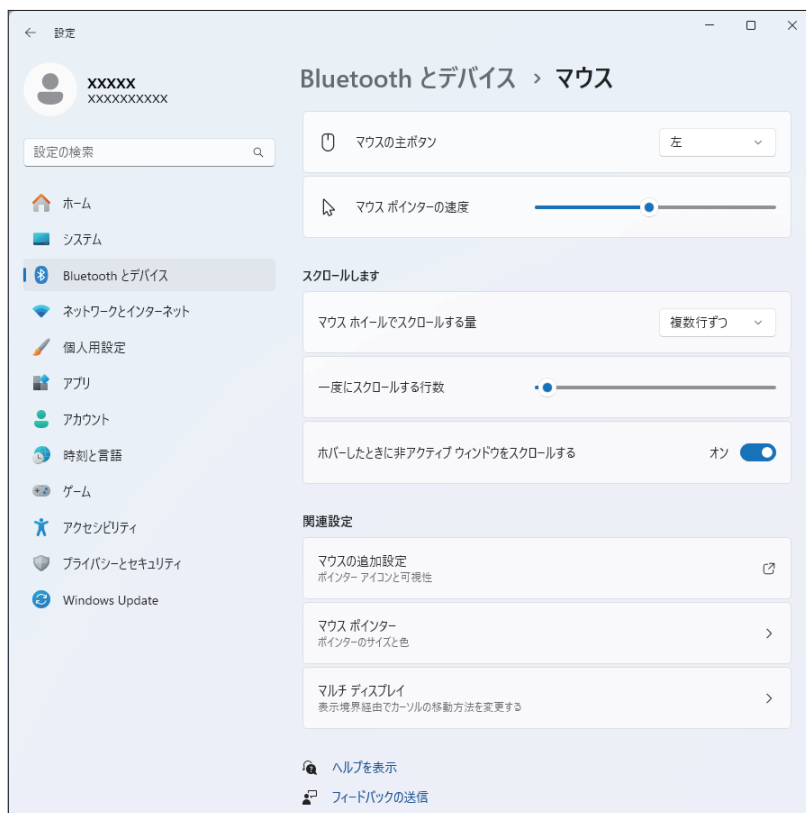 設定
XXXXX
XXXXXXXXXX
設定の検索
ホーム
システム
Bluetooth とデバイス
ネットワークとインターネット
個人用設定
アプリ
アカウント
時刻と言語
ゲーム
アクセシビリティ
プライバシーとセキュリティ
Windows Update
Bluetooth とデバイス › マウス
マウスの主ボタン 左
マウス ポインターの速度
スクロールします
マウス ホイールでスクロールする量 複数行ずつ
一度にスクロールする行数
ホバーしたときに非アクティブ ウィンドウをスクロールする オン
関連設定
マウスの追加設定
ポインター アイコンと可視性
マウス ポインター
ポインターのサイズと色
マルチ ディスプレイ
表示境界経由でカーソルの移動方法を変更する
ヘルプを表示
フィードバックの送信